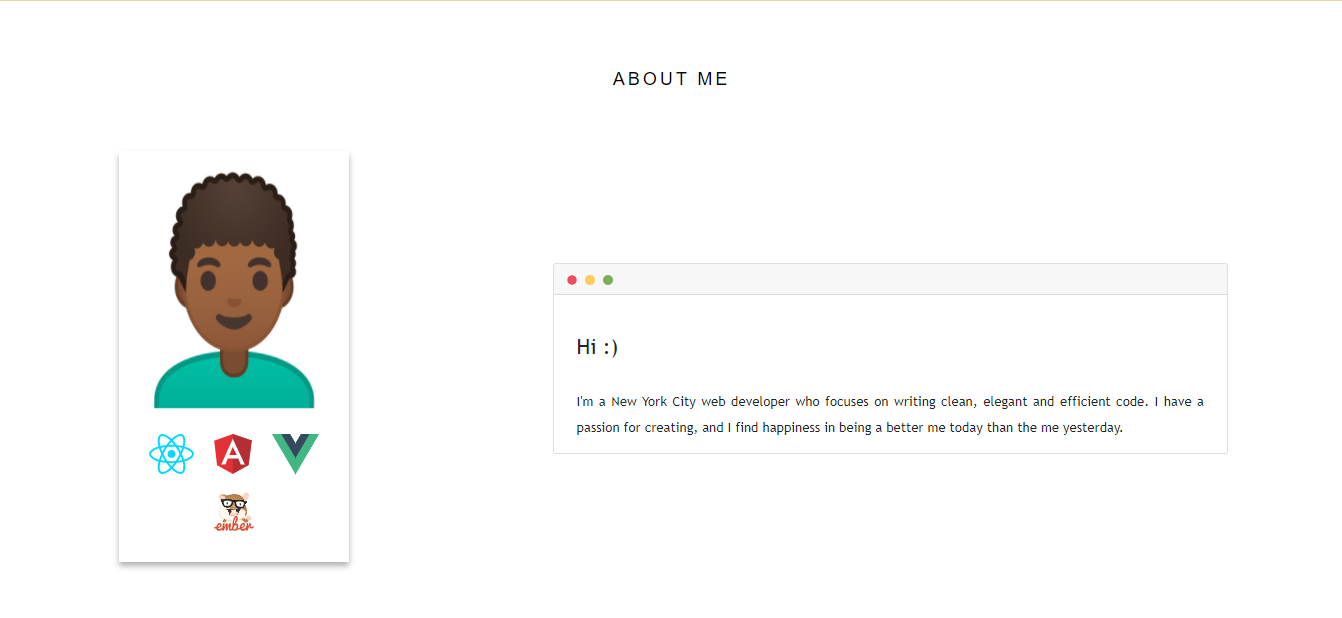 ABOUT ME
A
ember
Hi :)
I'm a New York City web developer who focuses on writing clean, elegant and efficient code. I have a
passion for creating, and I find happiness in being a better me today than the me yesterday.